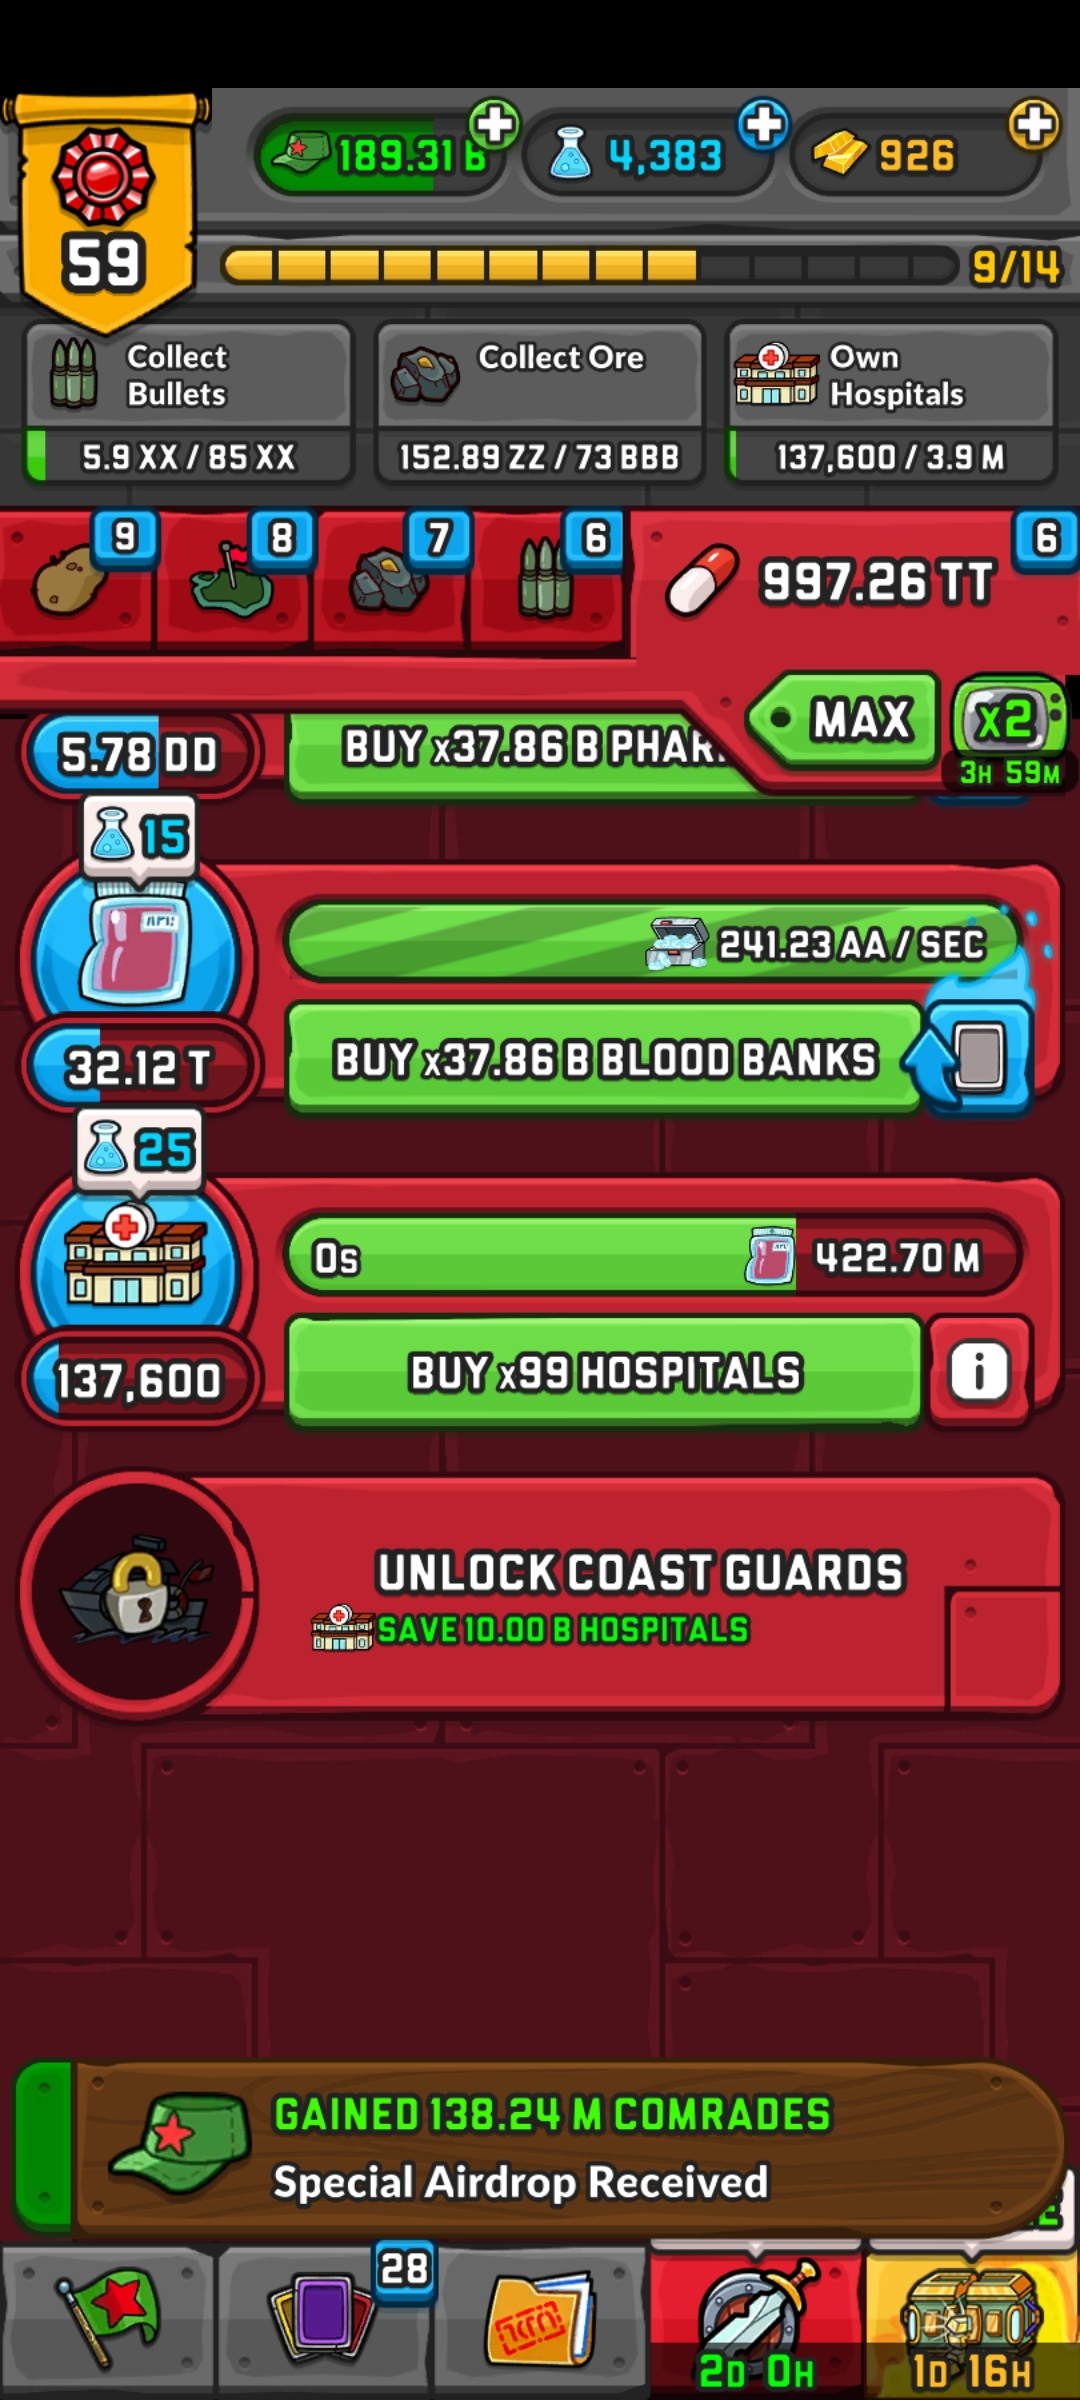 189.31 B
4,383
926
59
9/14
Collect
Bullets
Collect Ore
Own
Hospitals
5.9 XX / 85 XX
152.89 ZZ / 73 BBB
137,600 / 3.9 M
9
8
7
6
997.26 TT
6
MAX
x2
3H 59M
5.78 DD
BUY x37.86 B
15
241.23 AA / SEC
32.12 T
BUY x37.86 B BLOOD BANKS
25
0s
422.70 M
137,600
BUY x99 HOSPITALS
i
UNLOCK COAST GUARDS
SAVE 10.00 B HOSPITALS
GAINED 138.24 M COMRADES
Special Airdrop Received
28
2D 0H
1D 16H